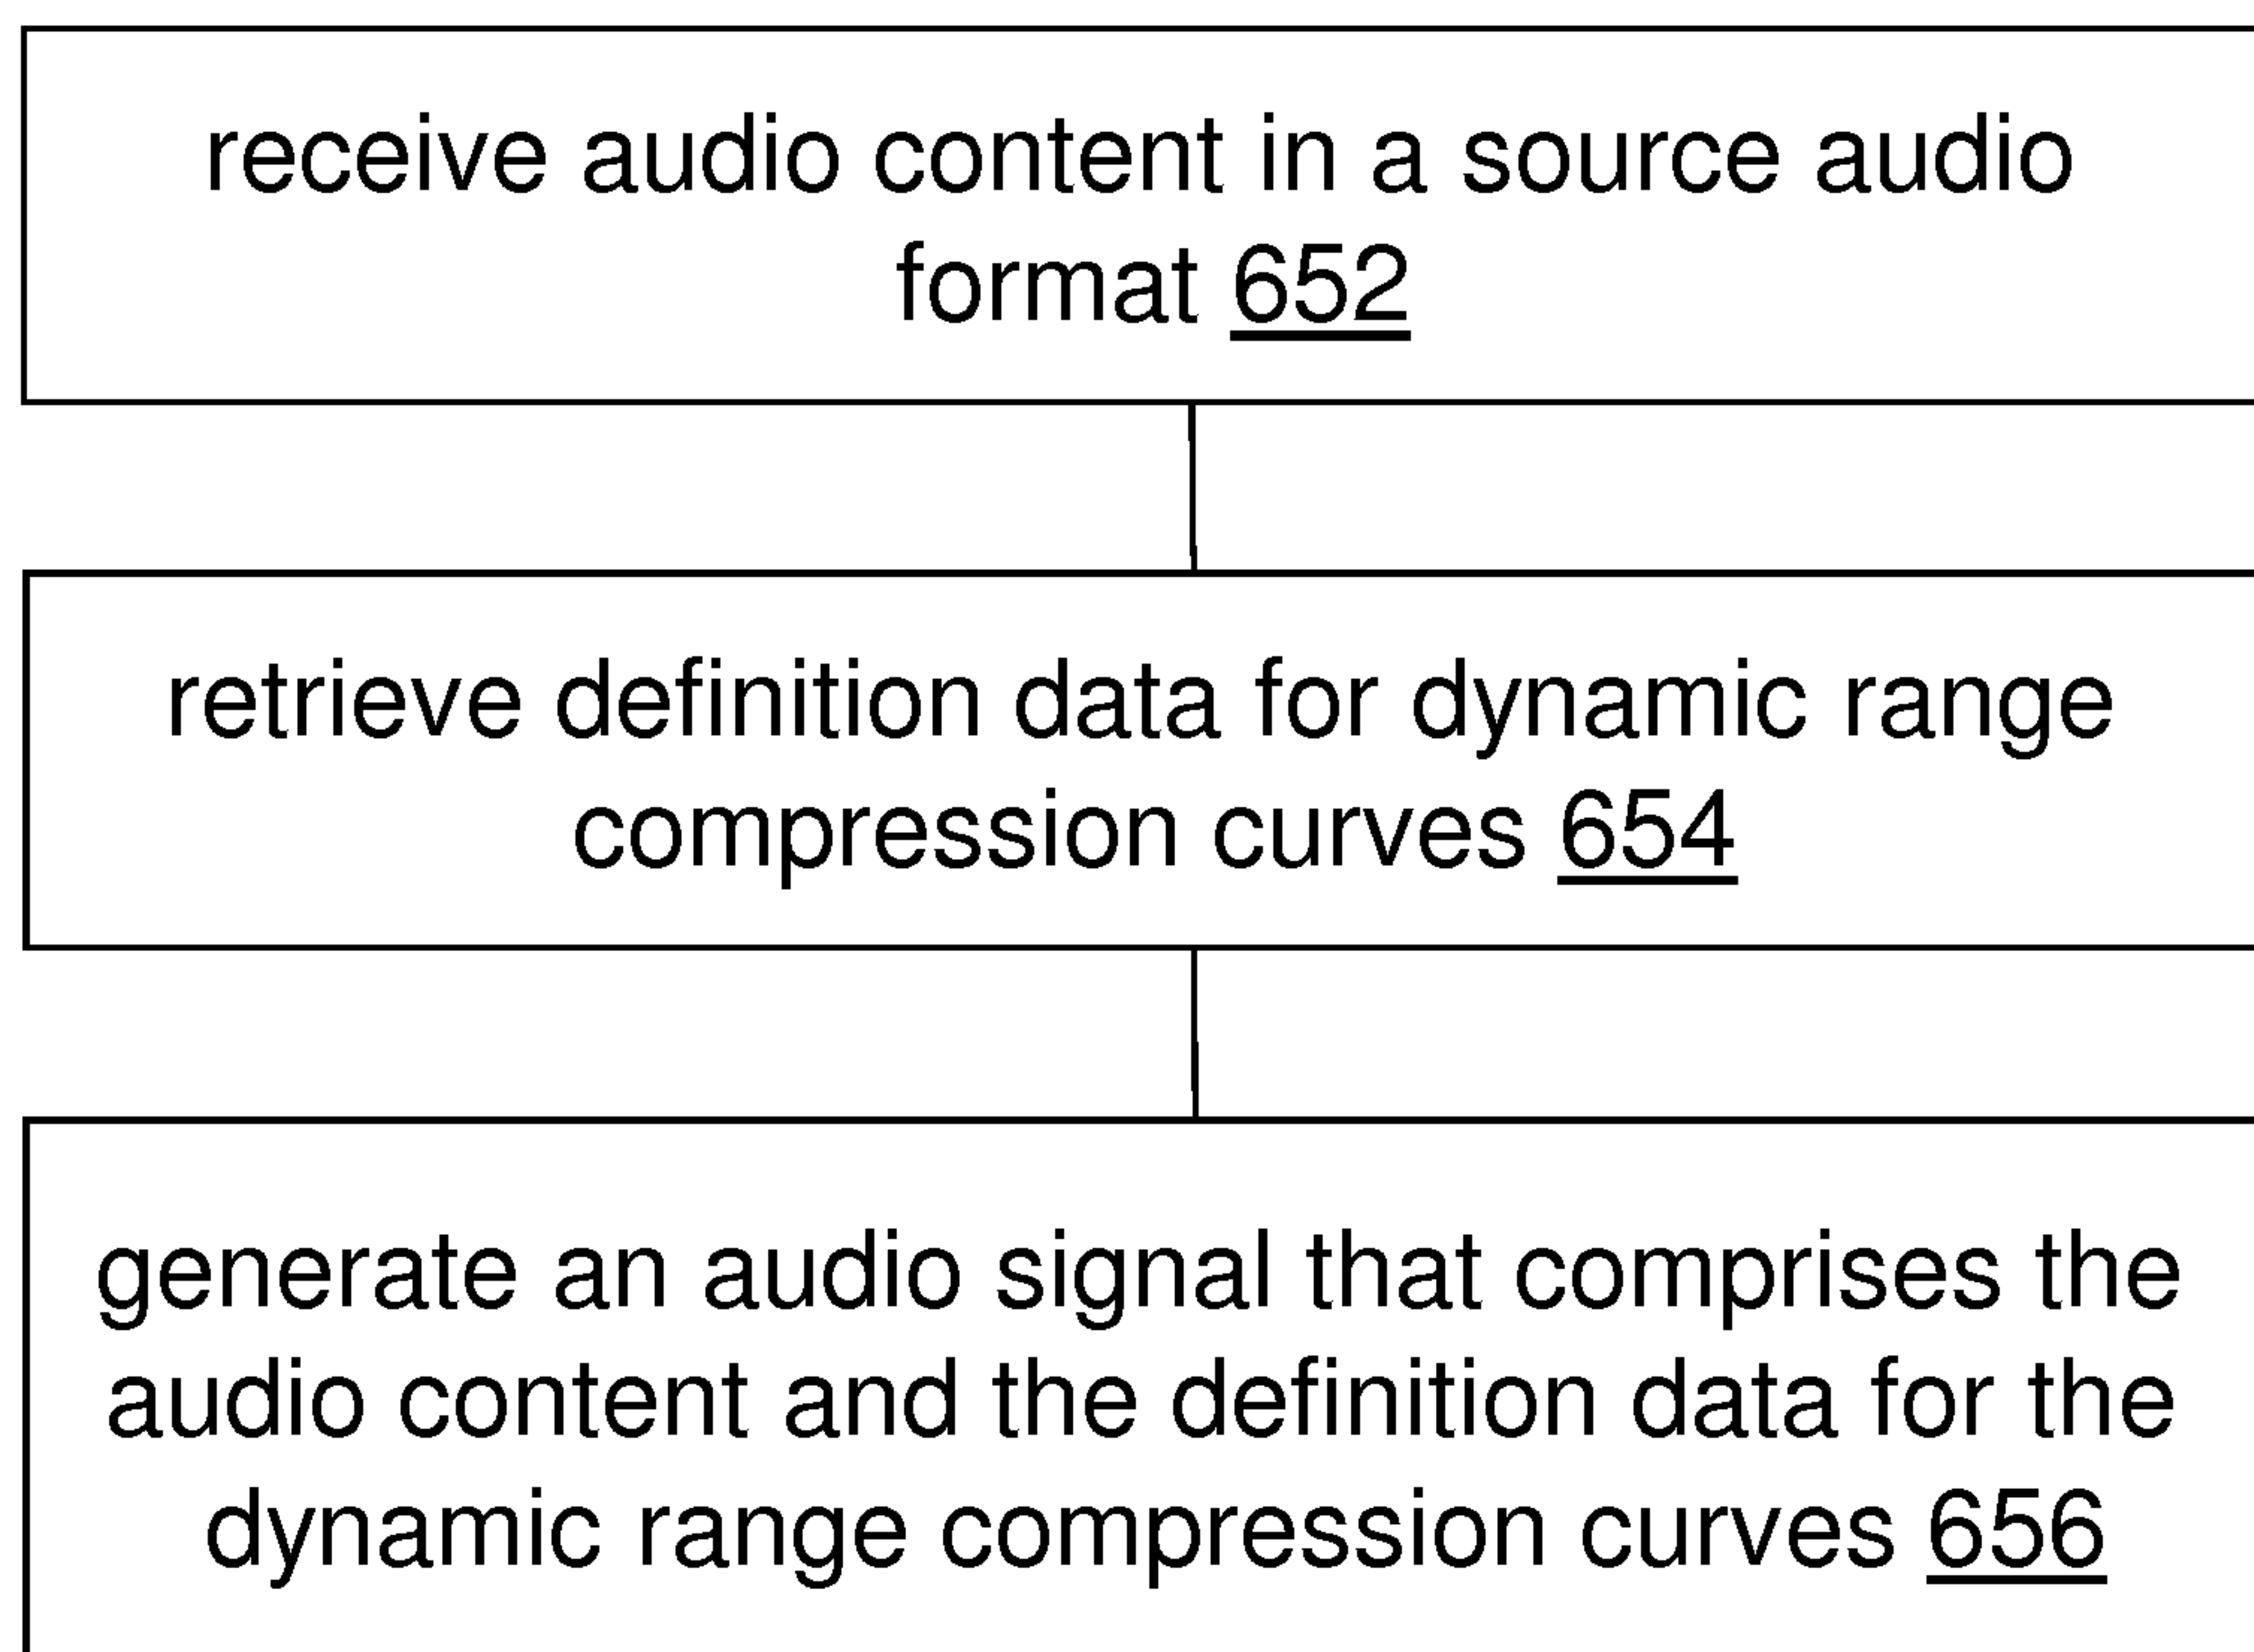 receive audio content in a source audio
format 652
retrieve definition data for dynamic range
compression curves 654
generate an audio signal that comprises the
audio content and the definition data for the
dynamic range compression curves 656